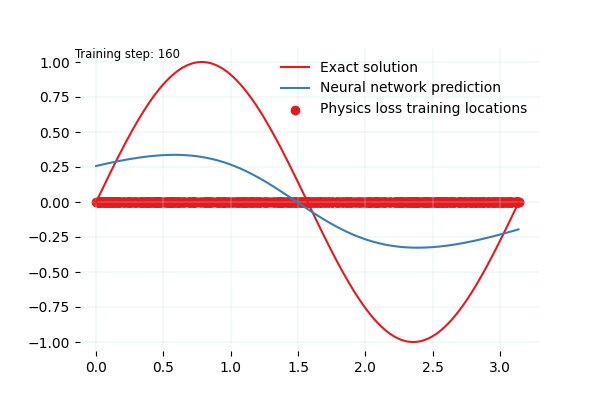 Training step: 160
Exact solution
Neural network prediction
Physics loss training locations
1.00
0.75
0.50
0.25
0.00
−0.25
−0.50
−0.75
−1.00
0.0 0.5 1.0 1.5 2.0 2.5 3.0